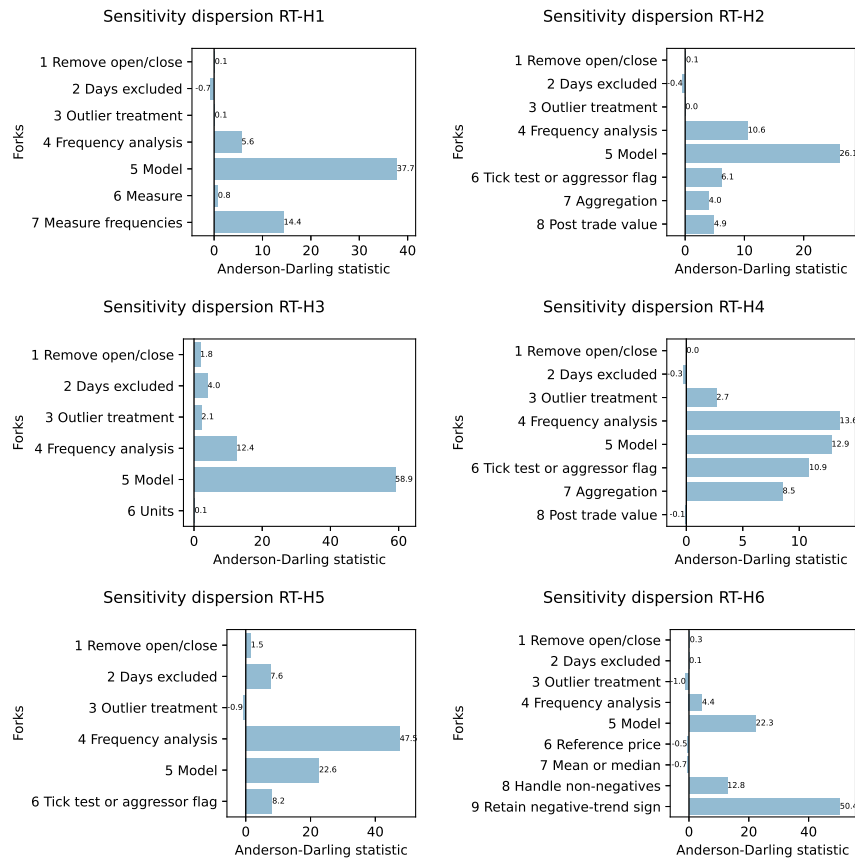 Sensitivity dispersion RT-H1
Forks
1 Remove open/close 0.1
2 Days excluded -0.7
3 Outlier treatment 0.1
4 Frequency analysis 5.6
5 Model 37.7
6 Measure 0.8
7 Measure frequencies 14.4
0 10 20 30 40
Anderson-Darling statistic
Sensitivity dispersion RT-H2
Forks
1 Remove open/close 0.1
2 Days excluded -0.4
3 Outlier treatment 0.0
4 Frequency analysis 10.6
5 Model 26.1
6 Tick test or aggressor flag 6.1
7 Aggregation 4.0
8 Post trade value 4.9
0 10 20
Anderson-Darling statistic
Sensitivity dispersion RT-H3
Forks
1 Remove open/close 1.8
2 Days excluded 4.0
3 Outlier treatment 2.1
4 Frequency analysis 12.4
5 Model 58.9
6 Units 0.1
0 20 40 60
Anderson-Darling statistic
Sensitivity dispersion RT-H4
Forks
1 Remove open/close 0.0
2 Days excluded -0.3
3 Outlier treatment 2.7
4 Frequency analysis 13.6
5 Model 12.9
6 Tick test or aggressor flag 10.9
7 Aggregation 8.5
8 Post trade value -0.1
0 5 10
Anderson-Darling statistic
Sensitivity dispersion RT-H5
Forks
1 Remove open/close 1.5
2 Days excluded 7.6
3 Outlier treatment -0.9
4 Frequency analysis 47.5
5 Model 22.6
6 Tick test or aggressor flag 8.2
0 20 40
Anderson-Darling statistic
Sensitivity dispersion RT-H6
Forks
1 Remove open/close 0.3
2 Days excluded 0.1
3 Outlier treatment -1.0
4 Frequency analysis 4.4
5 Model 22.3
6 Reference price -0.5
7 Mean or median -0.7
8 Handle non-negatives 12.8
9 Retain negative-trend sign 50.4
0 20 40
Anderson-Darling statistic